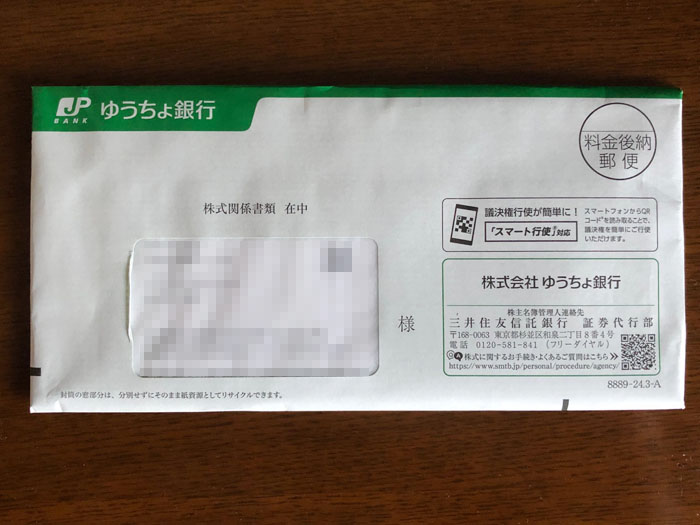 JP
BANK
ゆうちょ銀行
料金後納
郵便
株式関係書類 在中
様
議決権行使が簡単に!
「スマート行使」®対応
スマートフォンからQR
コード®を読み取ることで、
議決権を簡単にご行使
いただけます。
株式会社 ゆうちょ銀行
株主名簿管理人連絡先
三井住友信託銀行 証券代行部
〒168-0063 東京都杉並区和泉二丁目8番4号
電話 0120-581-841 (フリーダイヤル)
Q A 株式に関するお手続き・よくあるご質問はこちら
https://www.smtb.jp/personal/procedure/agency/
8889-24.3-A
封筒の窓部分は、分別せずにそのまま紙資源としてリサイクルできます。